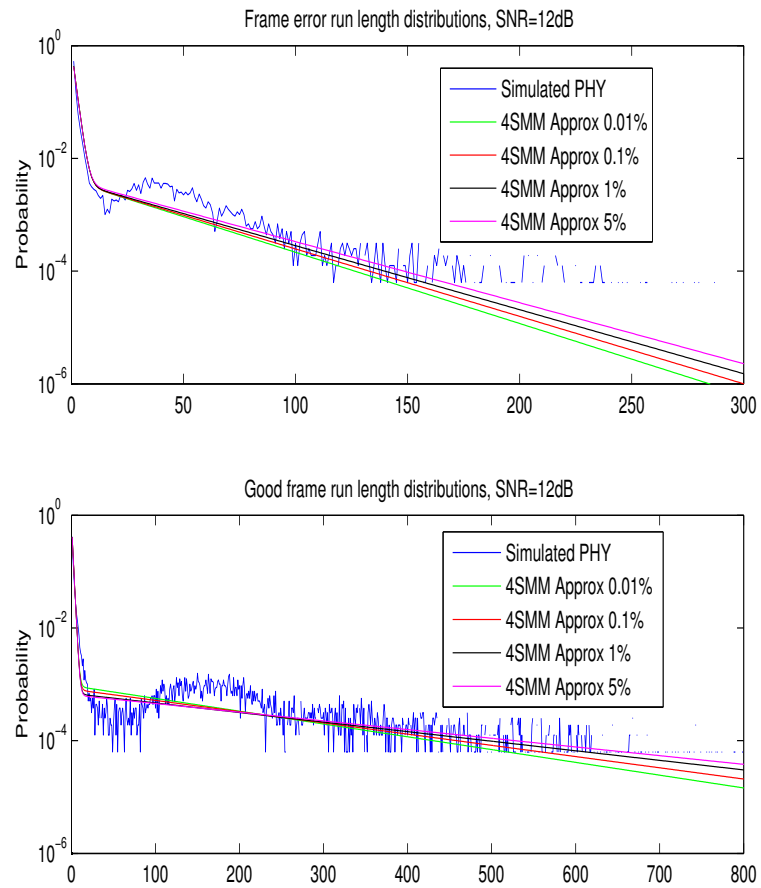 Frame error run length distributions, SNR=12dB
10^0
10^-2
10^-4
10^-6
Probability
Simulated PHY
4SMM Approx 0.01%
4SMM Approx 0.1%
4SMM Approx 1%
4SMM Approx 5%
0 50 100 150 200 250 300
Good frame run length distributions, SNR=12dB
10^0
10^-2
10^-4
10^-6
Probability
Simulated PHY
4SMM Approx 0.01%
4SMM Approx 0.1%
4SMM Approx 1%
4SMM Approx 5%
0 100 200 300 400 500 600 700 800